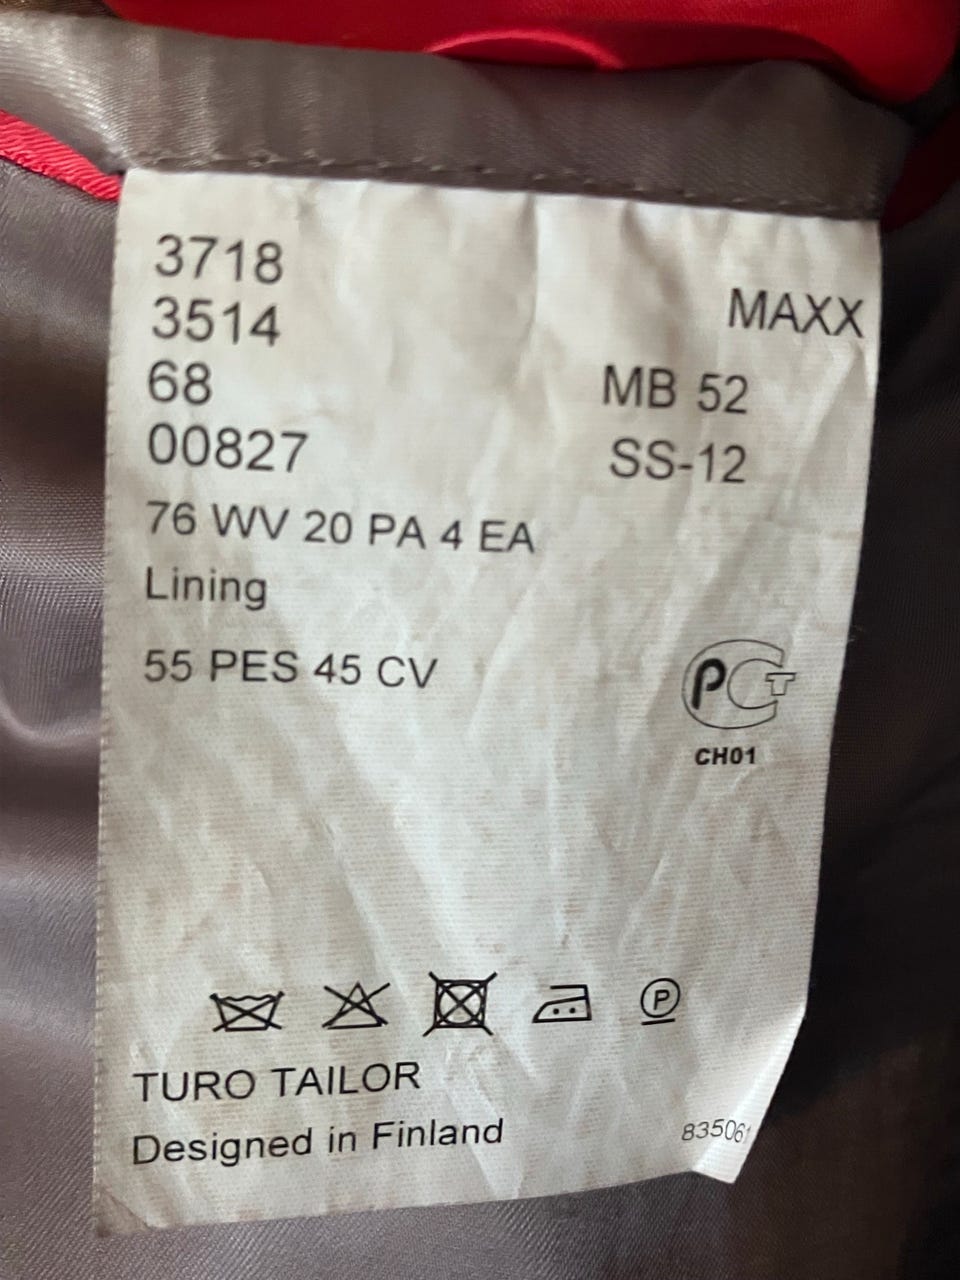 3718
3514
MAXX
68
MB 52
00827
SS-12
76 WV 20 PA 4 EA
Lining
55 PES 45 CV
РСТ
CH01
P
TURO TAILOR
Designed in Finland
835061